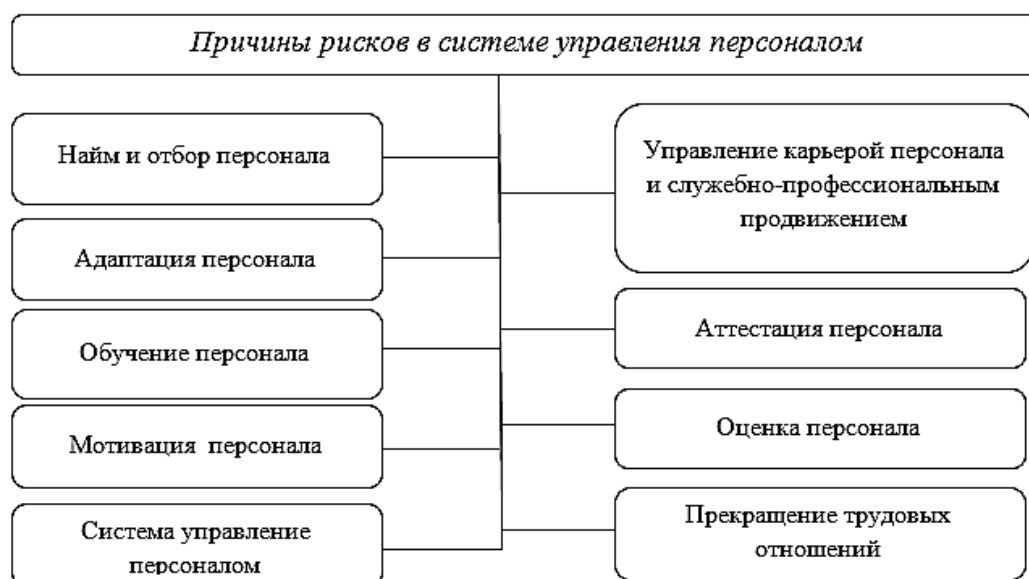 Причины рисков в системе управления персоналом
Найм и отбор персонала
Адаптация персонала
Обучение персонала
Мотивация персонала
Система управление
персоналом
Управление карьерой персонала
и служебно-профессиональным
продвижением
Аттестация персонала
Оценка персонала
Прекращение трудовых
отношений